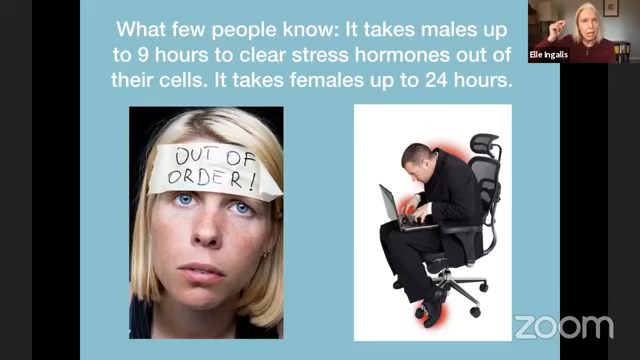 What few people know: It takes males up
to 9 hours to clear stress hormones out of
their cells. It takes females up to 24 hours.
Elle Ingalls
OUT OF
ORDER!
zoom